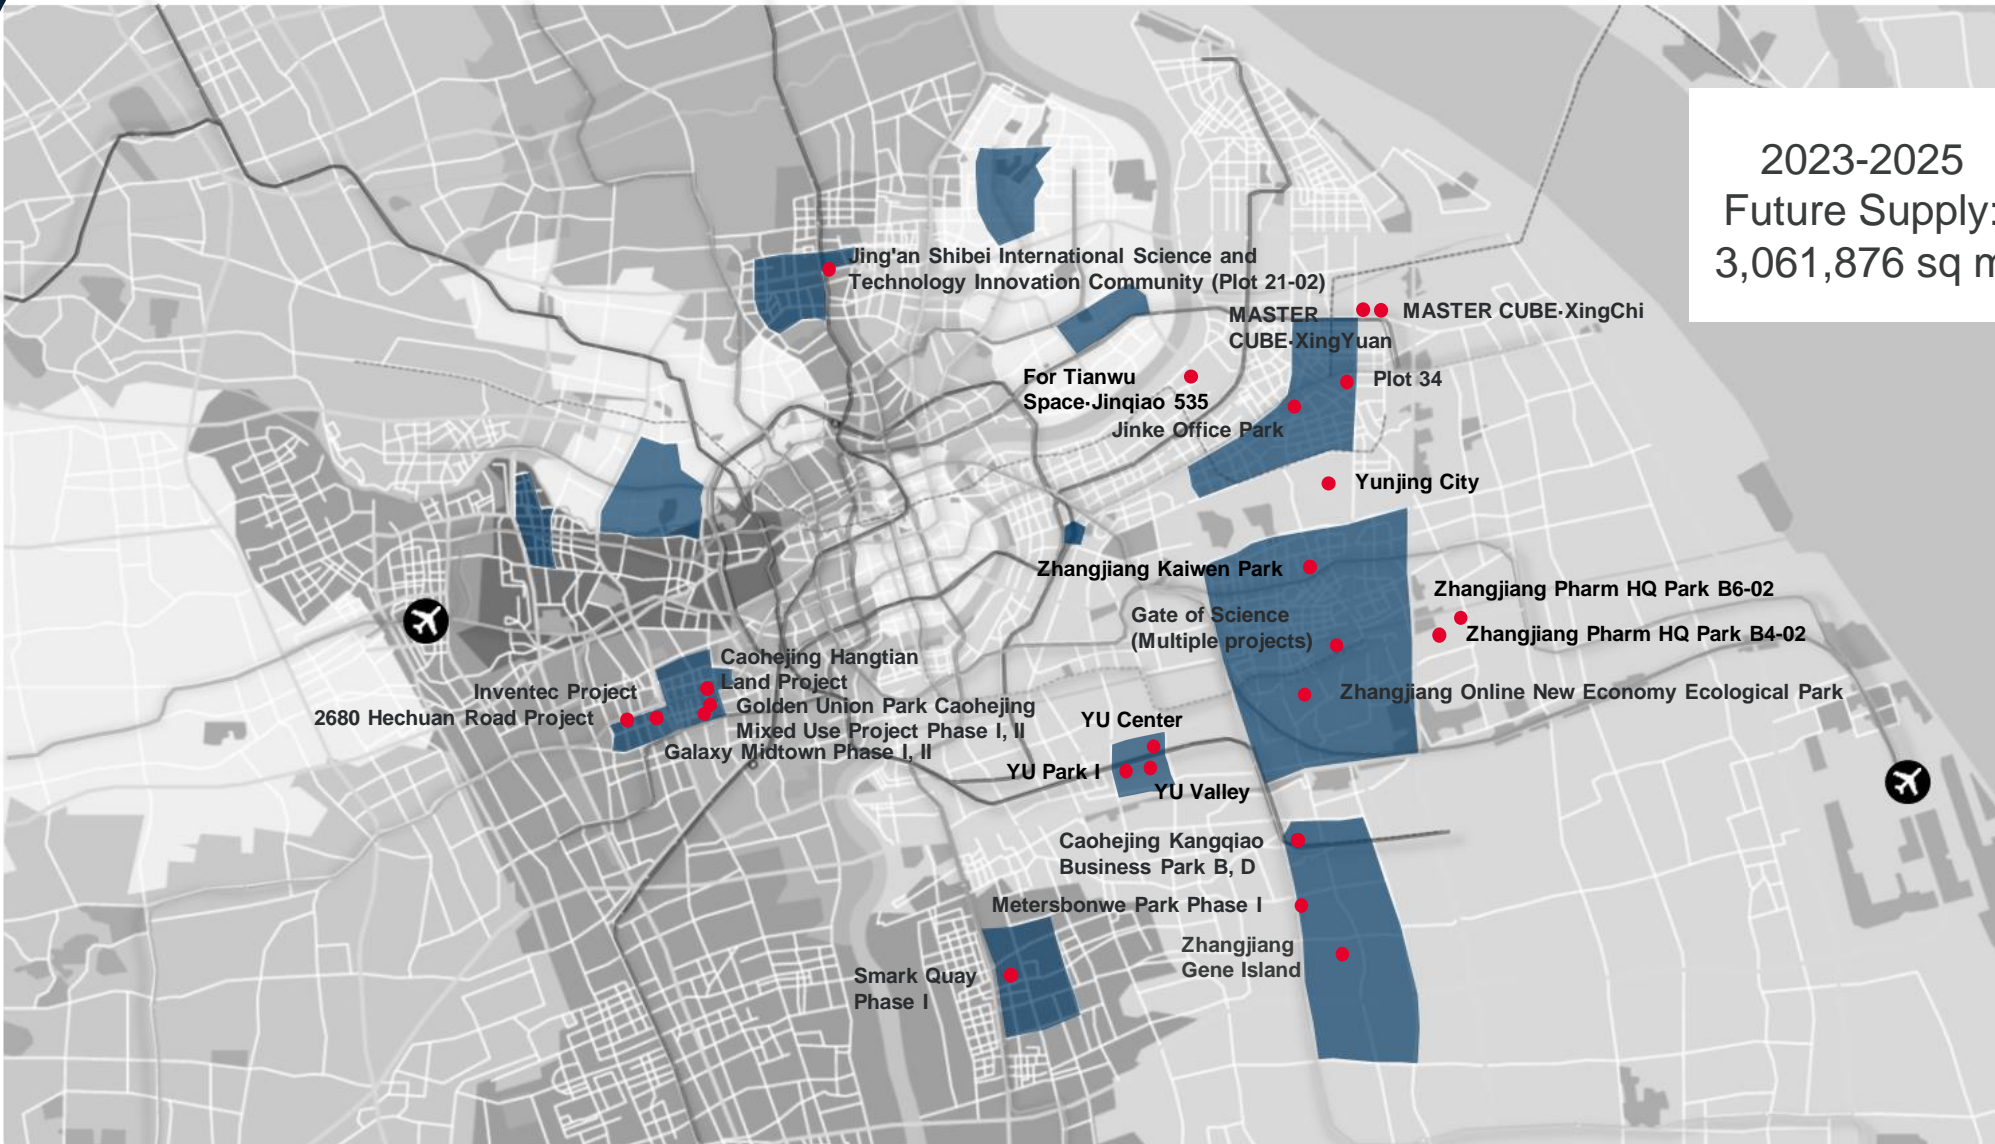 2023-2025
Future Supply:
3,061,876 sq m
Jing'an Shibei International Science and
Technology Innovation Community (Plot 21-02)
MASTER
CUBE·XingYuan
MASTER CUBE·XingChi
For Tianwu
Space·Jinqiao 535
Plot 34
Jinke Office Park
Yunjing City
Zhangjiang Kaiwen Park
Zhangjiang Pharm HQ Park B6-02
Gate of Science
(Multiple projects)
Zhangjiang Pharm HQ Park B4-02
Caohejing Hangtian
Land Project
Inventec Project
2680 Hechuan Road Project
Golden Union Park Caohejing
Mixed Use Project Phase I, II
Galaxy Midtown Phase I, II
Zhangjiang Online New Economy Ecological Park
YU Center
YU Park I
YU Valley
Caohejing Kangqiao
Business Park B, D
Metersbonwe Park Phase I
Zhangjiang
Gene Island
Smark Quay
Phase I